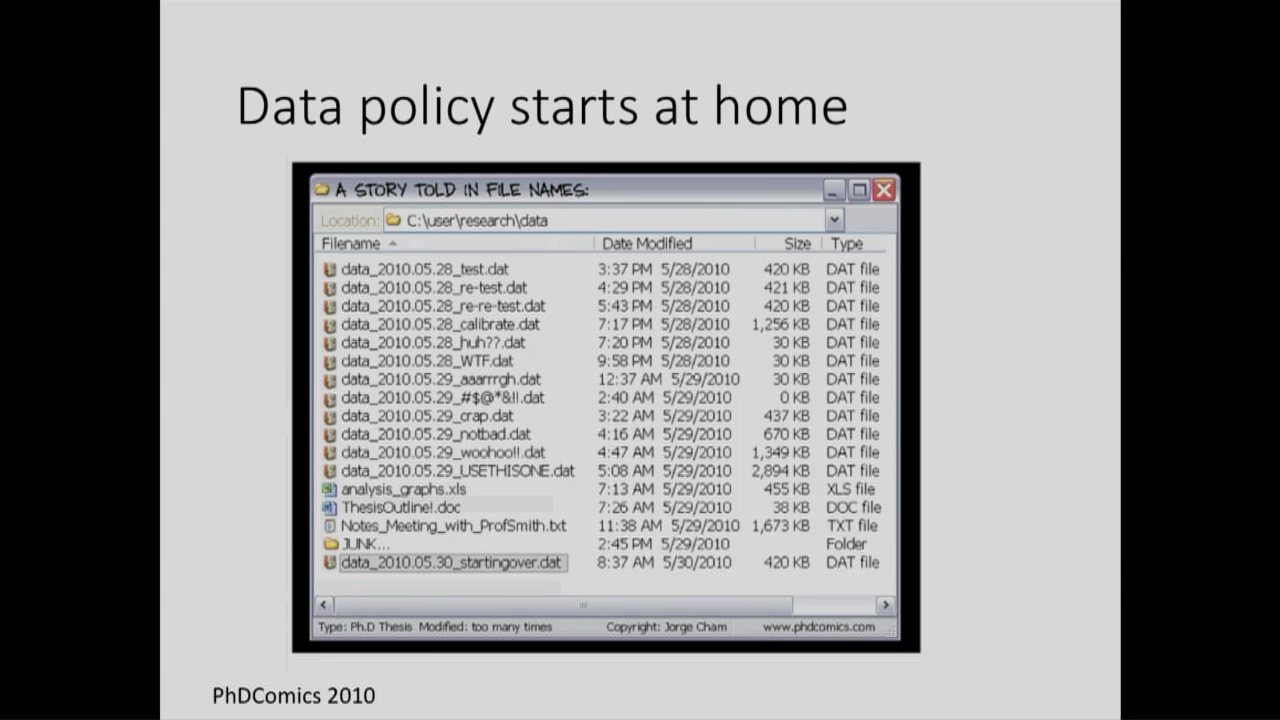 Data policy starts at home
A STORY TOLD IN FILE NAMES:
Location: C:\user\research\data
Filename Date Modified Size Type
data_2010.05.28_test.dat 3:37 PM 5/28/2010 420 KB DAT file
data_2010.05.28_re-test.dat 4:29 PM 5/28/2010 421 KB DAT file
data_2010.05.28_re-re-test.dat 5:43 PM 5/28/2010 420 KB DAT file
data_2010.05.28_calibrate.dat 7:17 PM 5/28/2010 1,256 KB DAT file
data_2010.05.28_huh??.dat 7:20 PM 5/28/2010 30 KB DAT file
data_2010.05.28_WTF.dat 9:58 PM 5/28/2010 30 KB DAT file
data_2010.05.29_aaarrrgh.dat 12:37 AM 5/29/2010 30 KB DAT file
data_2010.05.29_#$@*&!!.dat 2:40 AM 5/29/2010 0 KB DAT file
data_2010.05.29_crap.dat 3:22 AM 5/29/2010 437 KB DAT file
data_2010.05.29_notbad.dat 4:16 AM 5/29/2010 670 KB DAT file
data_2010.05.29_woohoo!!.dat 4:47 AM 5/29/2010 1,349 KB DAT file
data_2010.05.29_USETHISONE.dat 5:08 AM 5/29/2010 2,894 KB DAT file
analysis_graphs.xls 7:13 AM 5/29/2010 455 KB XLS file
ThesisOutline!.doc 7:26 AM 5/29/2010 38 KB DOC file
Notes_Meeting_with_ProfSmith.txt 11:38 AM 5/29/2010 1,673 KB TXT file
JUNK... 2:45 PM 5/29/2010 Folder
data_2010.05.30_startingover.dat 8:37 AM 5/30/2010 420 KB DAT file
Type: Ph.D Thesis Modified: too many times Copyright: Jorge Cham www.phdcomics.com
PhDComics 2010